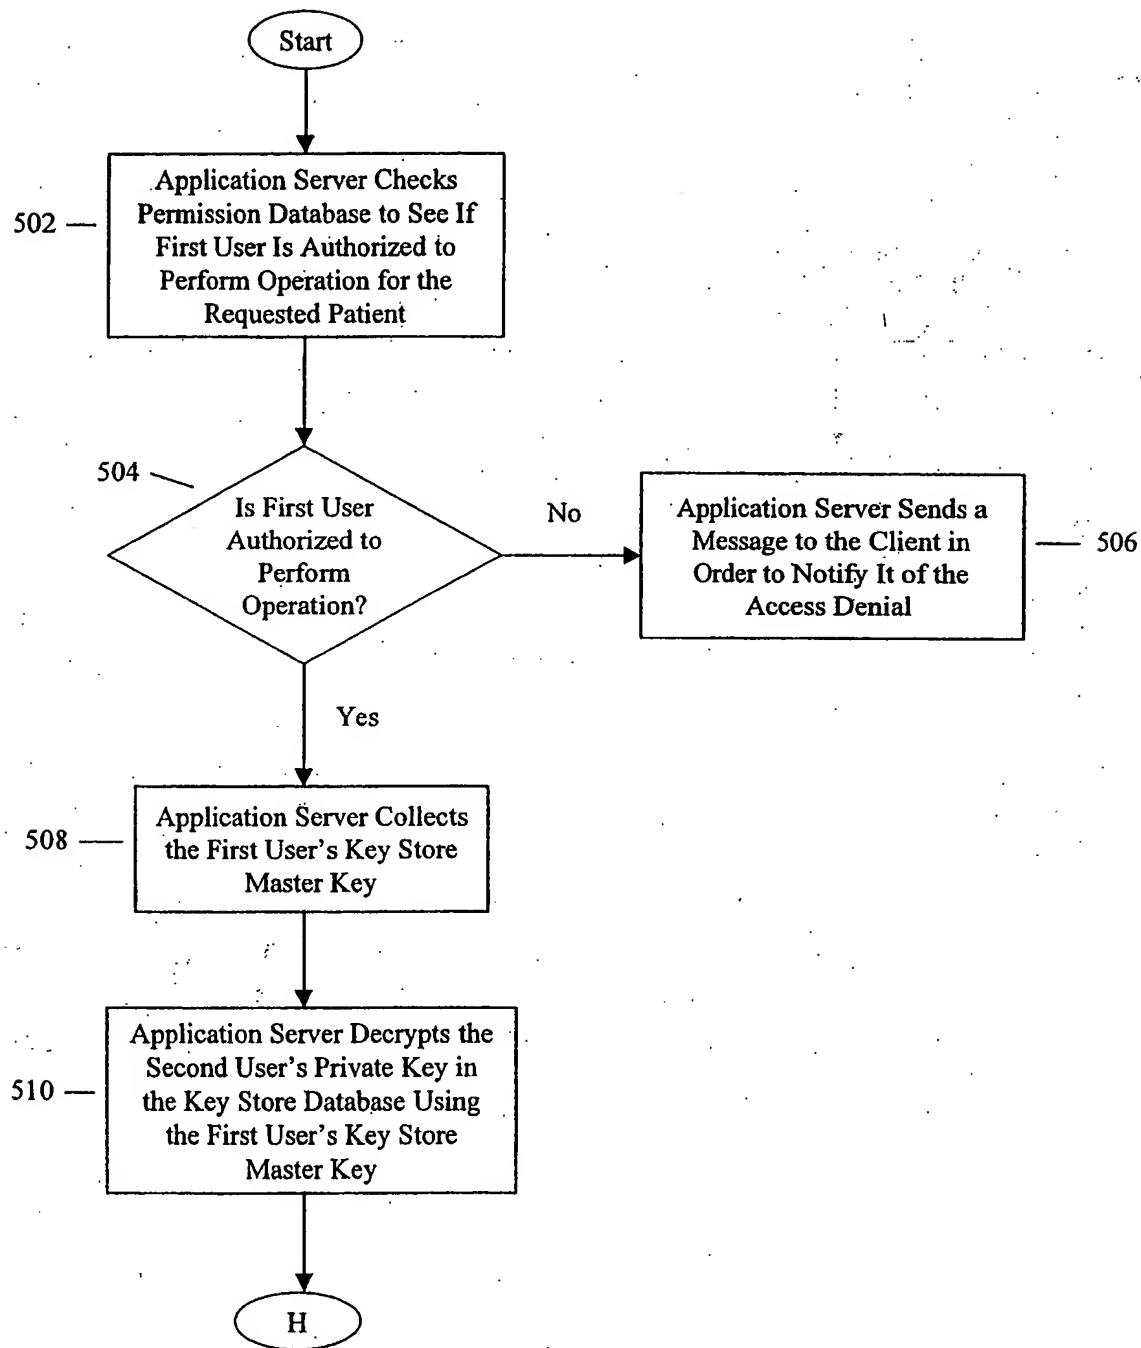 Start
502
Application Server Checks
Permission Database to See If
First User Is Authorized to
Perform Operation for the
Requested Patient
504
Is First User
Authorized to
Perform
Operation?
No
Application Server Sends a
Message to the Client in
Order to Notify It of the
Access Denial
506
Yes
508
Application Server Collects
the First User's Key Store
Master Key
510
Application Server Decrypts the
Second User's Private Key in
the Key Store Database Using
the First User's Key Store
Master Key
H